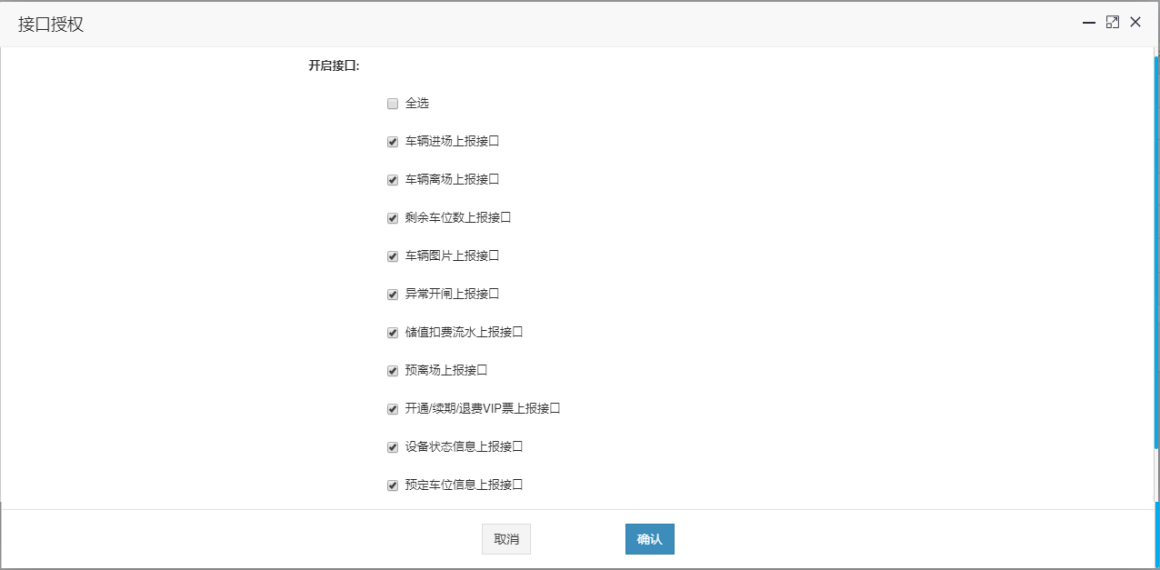 接口授权
开启接口:
全选
车辆进场上报接口
车辆离场上报接口
剩余车位数上报接口
车辆图片上报接口
异常开闸上报接口
储值扣费流水上报接口
预离场上报接口
开通/续期/退费VIP票上报接口
设备状态信息上报接口
预定车位信息上报接口
取消
确认